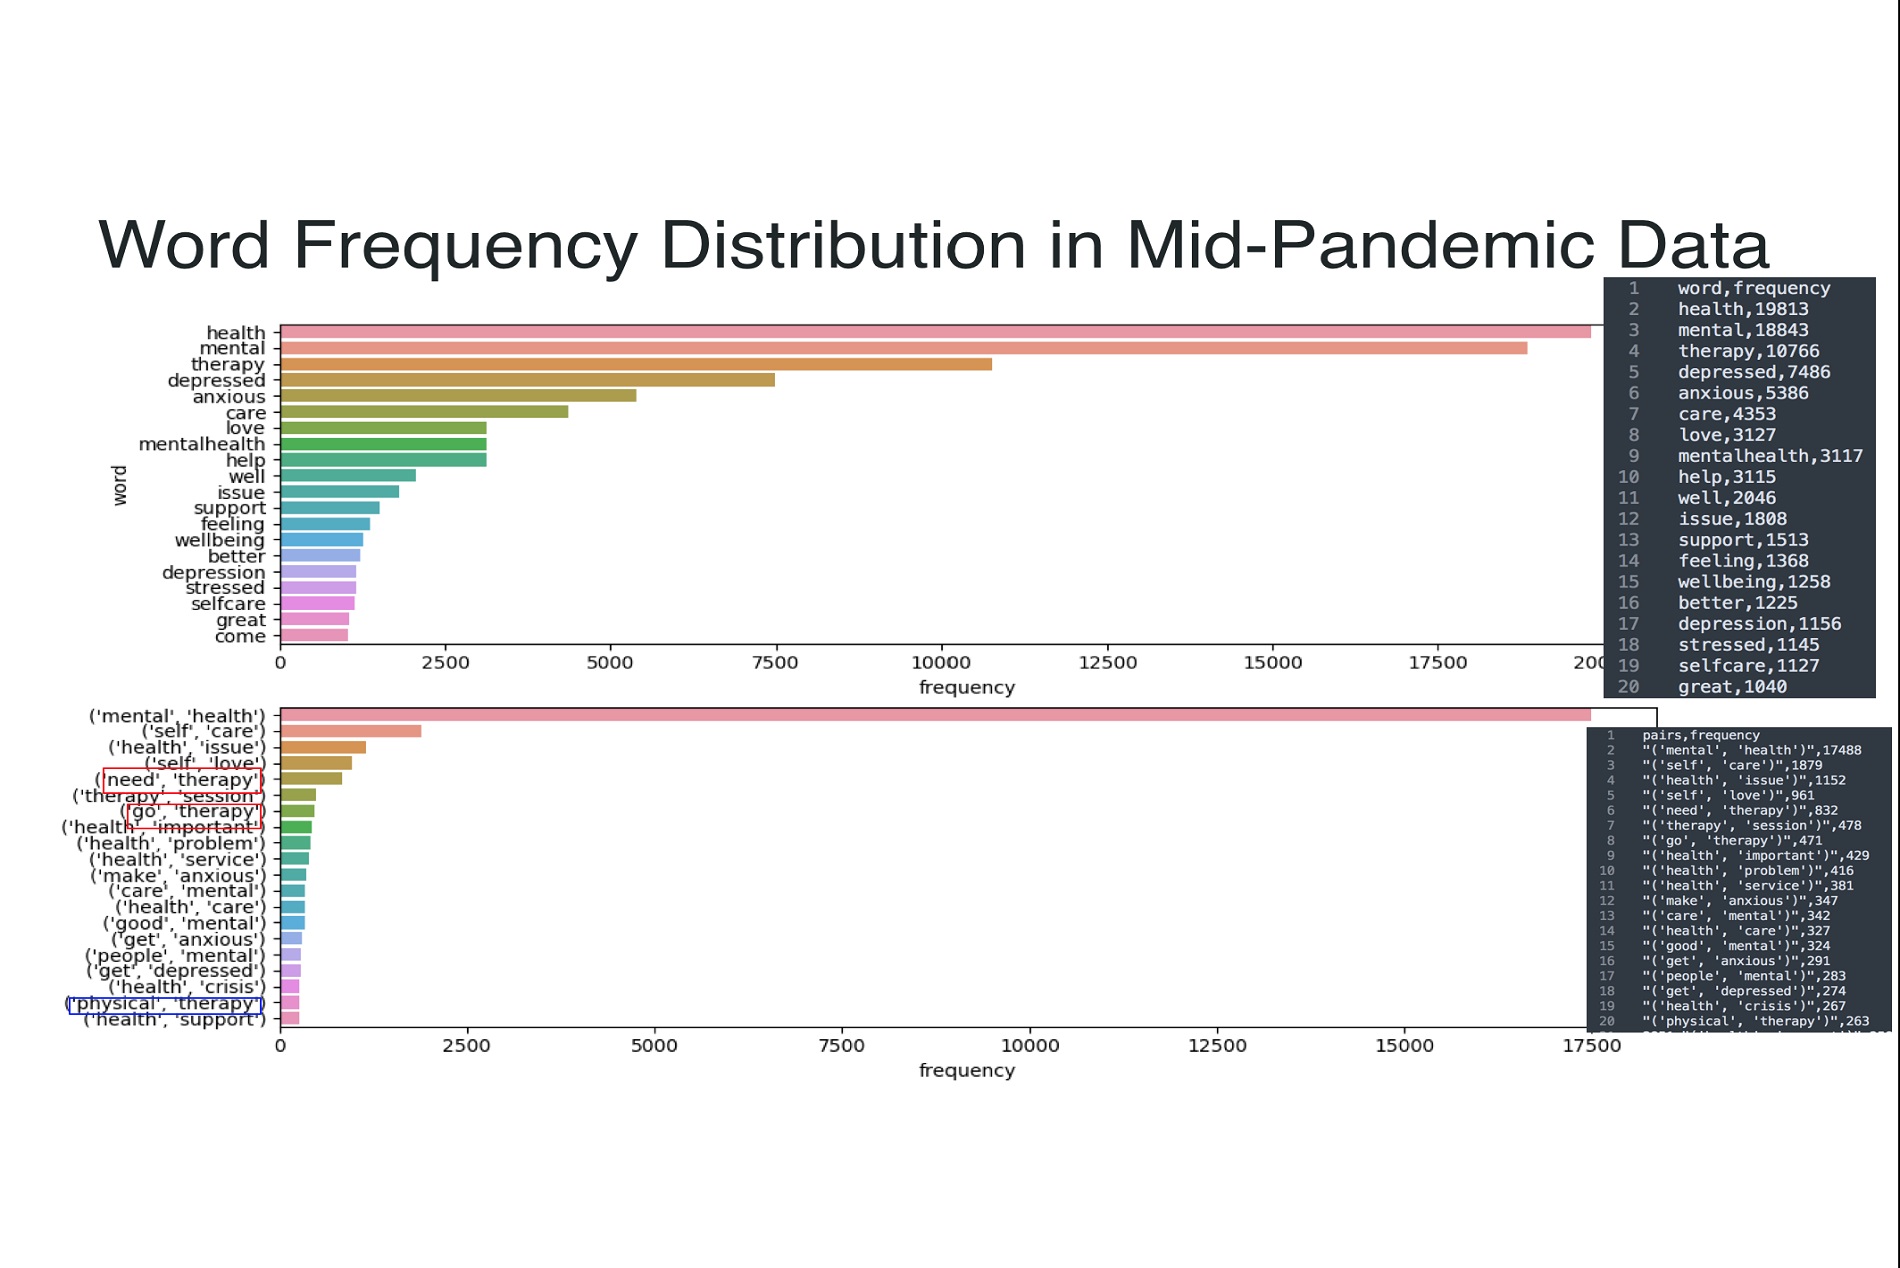 Word Frequency Distribution in Mid-Pandemic Data
word
health
mental
therapy
depressed
anxious
care
love
mentalhealth
help
well
issue
support
feeling
wellbeing
better
depression
stressed
selfcare
great
come
0 2500 5000 7500 10000 12500 15000 17500 200
frequency
1 word,frequency
2 health,19813
3 mental,18843
4 therapy,10766
5 depressed,7486
6 anxious,5386
7 care,4353
8 love,3127
9 mentalhealth,3117
10 help,3115
11 well,2046
12 issue,1808
13 support,1513
14 feeling,1368
15 wellbeing,1258
16 better,1225
17 depression,1156
18 stressed,1145
19 selfcare,1127
20 great,1040
('mental', 'health')
('self', 'care')
('health', 'issue')
('self', 'love')
('need', 'therapy')
('therapy', 'session')
('go', 'therapy')
('health', 'important')
('health', 'problem')
('health', 'service')
('make', 'anxious')
('care', 'mental')
('health', 'care')
('good', 'mental')
('get', 'anxious')
('people', 'mental')
('get', 'depressed')
('health', 'crisis')
('physical', 'therapy')
('health', 'support')
0 2500 5000 7500 10000 12500 15000 17500
frequency
1 pairs,frequency
2 "('mental', 'health')",17488
3 "('self', 'care')",1879
4 "('health', 'issue')",1152
5 "('self', 'love')",961
6 "('need', 'therapy')",832
7 "('therapy', 'session')",478
8 "('go', 'therapy')",471
9 "('health', 'important')",429
10 "('health', 'problem')",416
11 "('health', 'service')",381
12 "('make', 'anxious')",347
13 "('care', 'mental')",342
14 "('health', 'care')",327
15 "('good', 'mental')",324
16 "('get', 'anxious')",291
17 "('people', 'mental')",283
18 "('get', 'depressed')",274
19 "('health', 'crisis')",267
20 "('physical', 'therapy')",263